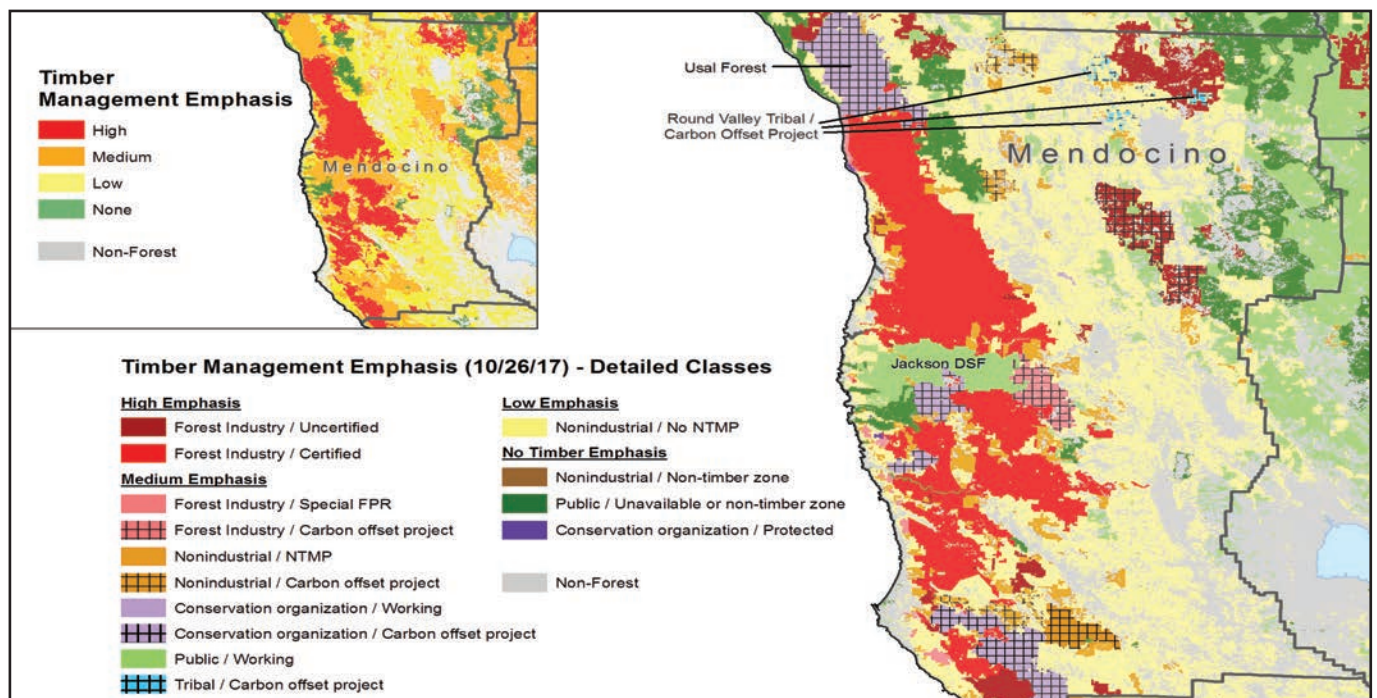 Timber
Management Emphasis
High
Medium
Low
None
Non-Forest
Mendocino
Usal Forest
Round Valley Tribal /
Carbon Offset Project
Mendocino
Jackson DSF
Timber Management Emphasis (10/26/17) - Detailed Classes
High Emphasis
Forest Industry / Uncertified
Forest Industry / Certified
Medium Emphasis
Forest Industry / Special FPR
Forest Industry / Carbon offset project
Nonindustrial / NTMP
Nonindustrial / Carbon offset project
Conservation organization / Working
Conservation organization / Carbon offset project
Public / Working
Tribal / Carbon offset project
Low Emphasis
Nonindustrial / No NTMP
No Timber Emphasis
Nonindustrial / Non-timber zone
Public / Unavailable or non-timber zone
Conservation organization / Protected
Non-Forest